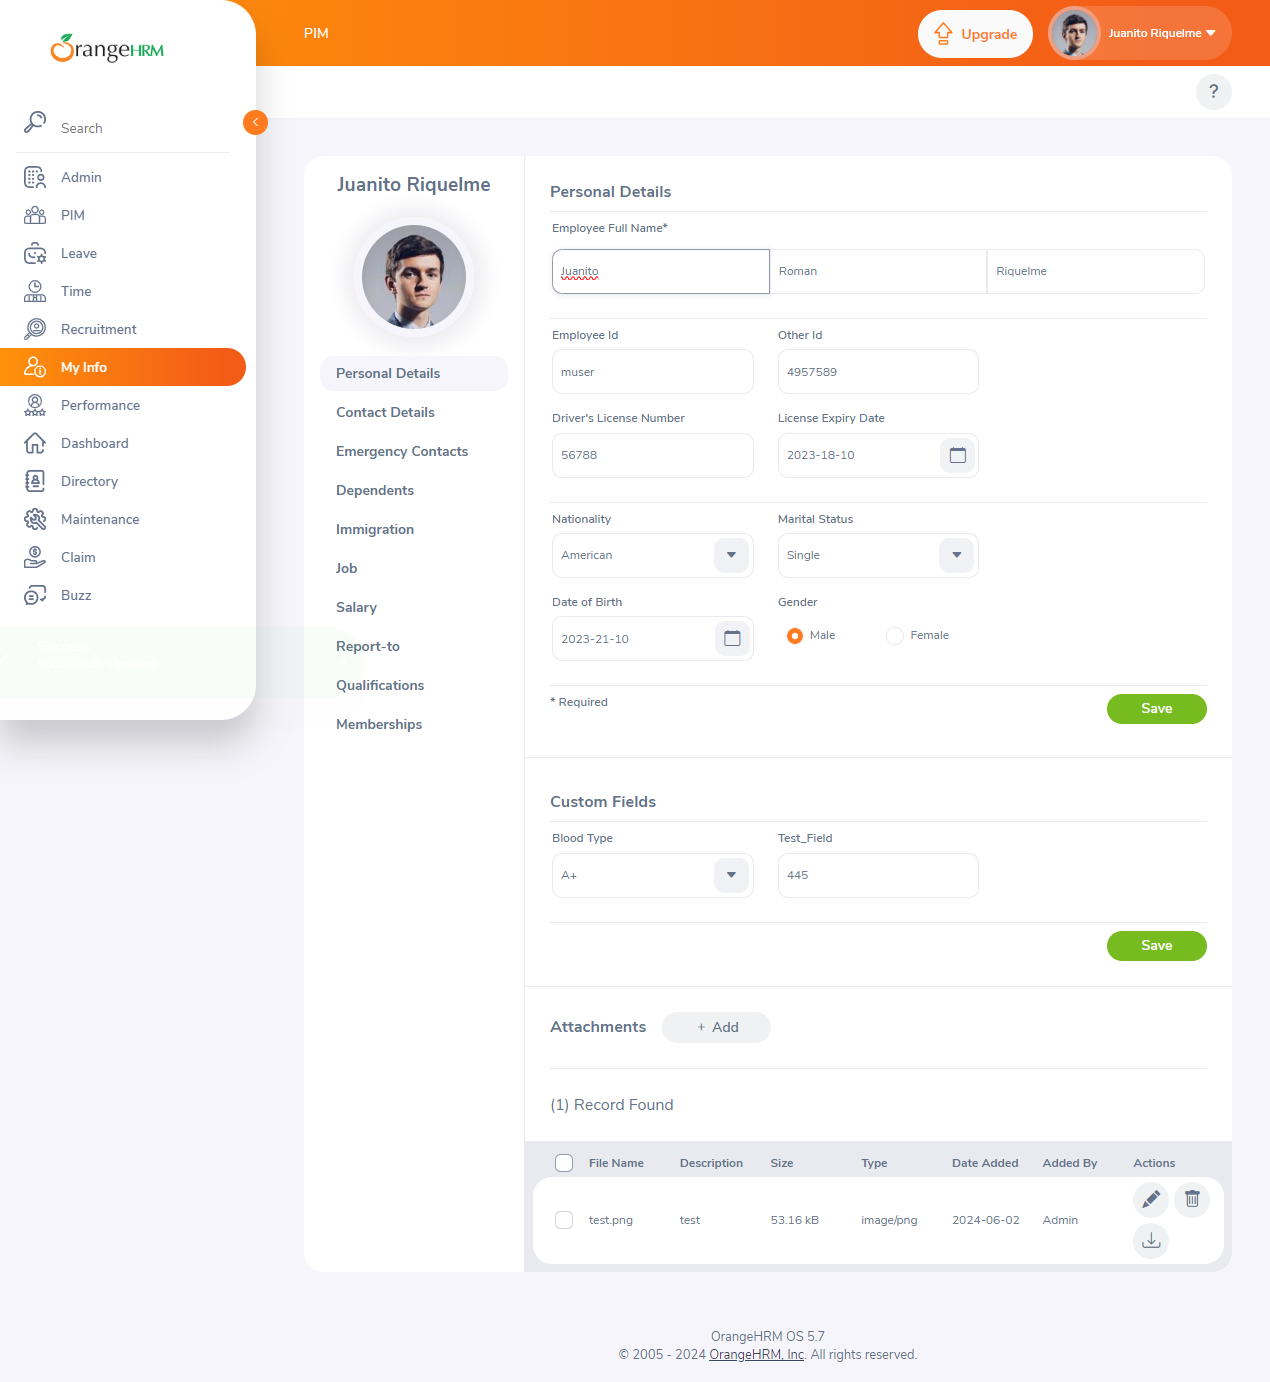 OrangeHRM
PIM
Upgrade
Juanito Riquelme
?
Search
Admin
PIM
Leave
Time
Recruitment
My Info
Performance
Dashboard
Directory
Maintenance
Claim
Buzz
Success
Successfully Updated
Juanito Riquelme
Personal Details
Contact Details
Emergency Contacts
Dependents
Immigration
Job
Salary
Report-to
Qualifications
Memberships
Personal Details
Employee Full Name*
Juanito Roman Riquelme
Employee Id Other Id
muser 4957589
Driver's License Number License Expiry Date
56788 2023-18-10
Nationality Marital Status
American Single
Date of Birth Gender
2023-21-10 Male Female
* Required Save
Custom Fields
Blood Type Test_Field
A+ 445
Save
Attachments + Add
(1) Record Found
File Name Description Size Type Date Added Added By Actions
test.png test 53.16 kB image/png 2024-06-02 Admin
OrangeHRM OS 5.7
© 2005 - 2024 OrangeHRM, Inc. All rights reserved.